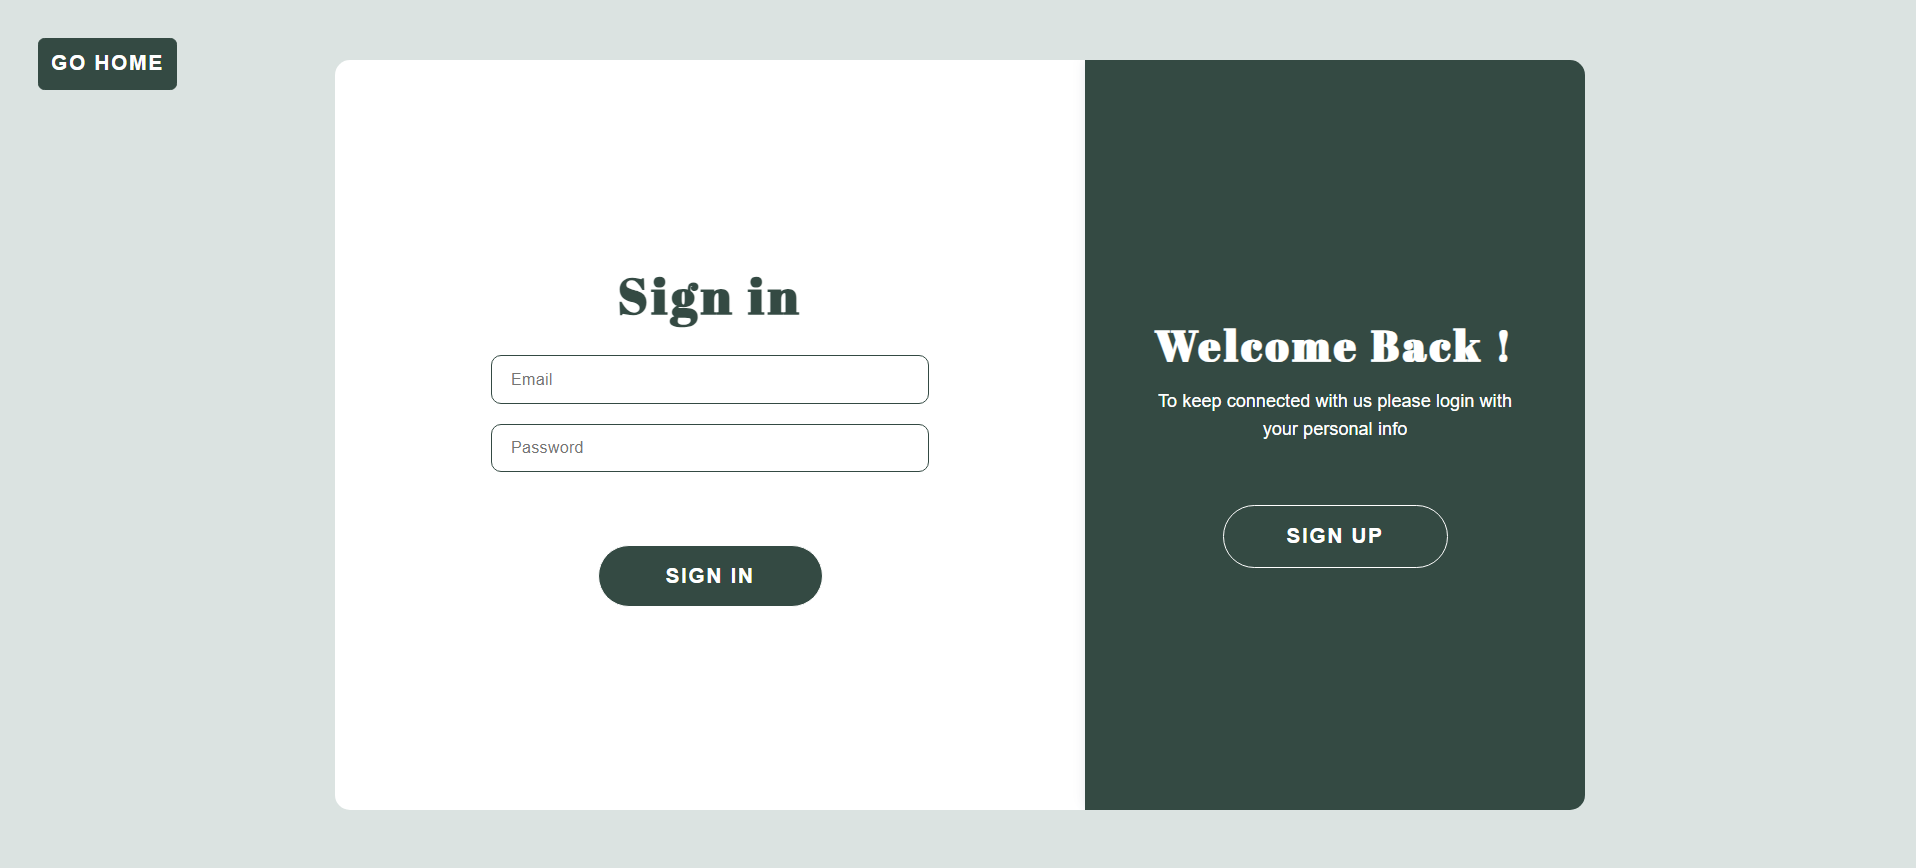 GO HOME
Sign in
Email
Password
SIGN IN
Welcome Back !
To keep connected with us please login with
your personal info
SIGN UP